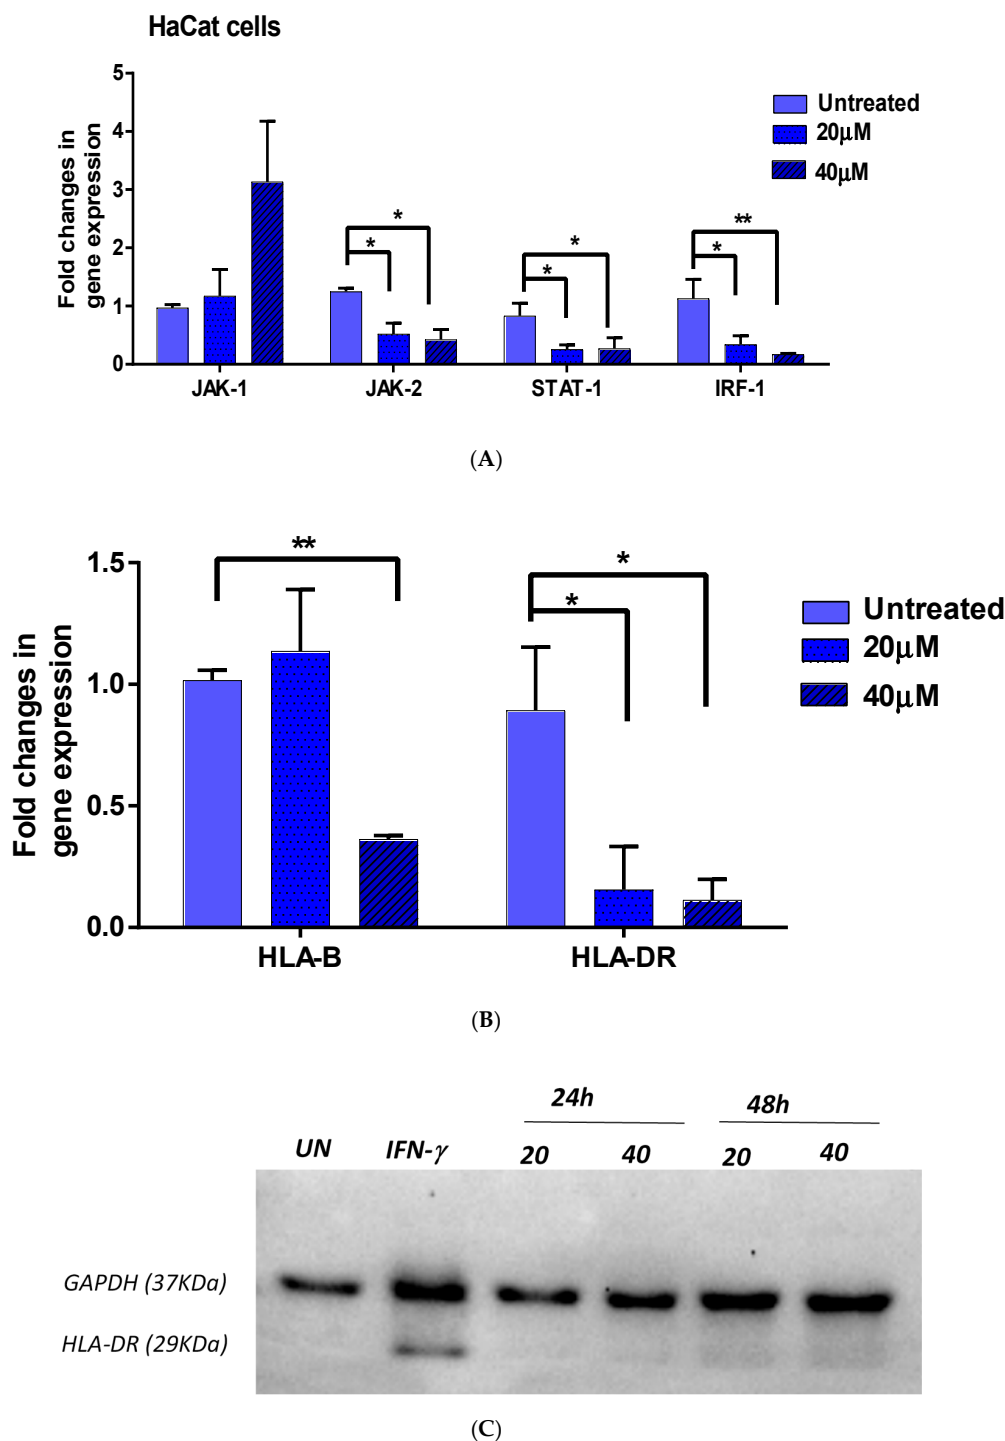 HaCat cells
Fold changes in
gene expression
5
4
3
2
1
0
*
*
*
*
**
*
Untreated
20μM
40μM
JAK-1 JAK-2 STAT-1 IRF-1
(A)
Fold changes in
gene expression
1.5
1.0
0.5
0.0
**
*
*
Untreated
20μM
40μM
HLA-B HLA-DR
(B)
24h 48h
UN IFN-γ 20 40 20 40
GAPDH (37KDa)
HLA-DR (29KDa)
(C)